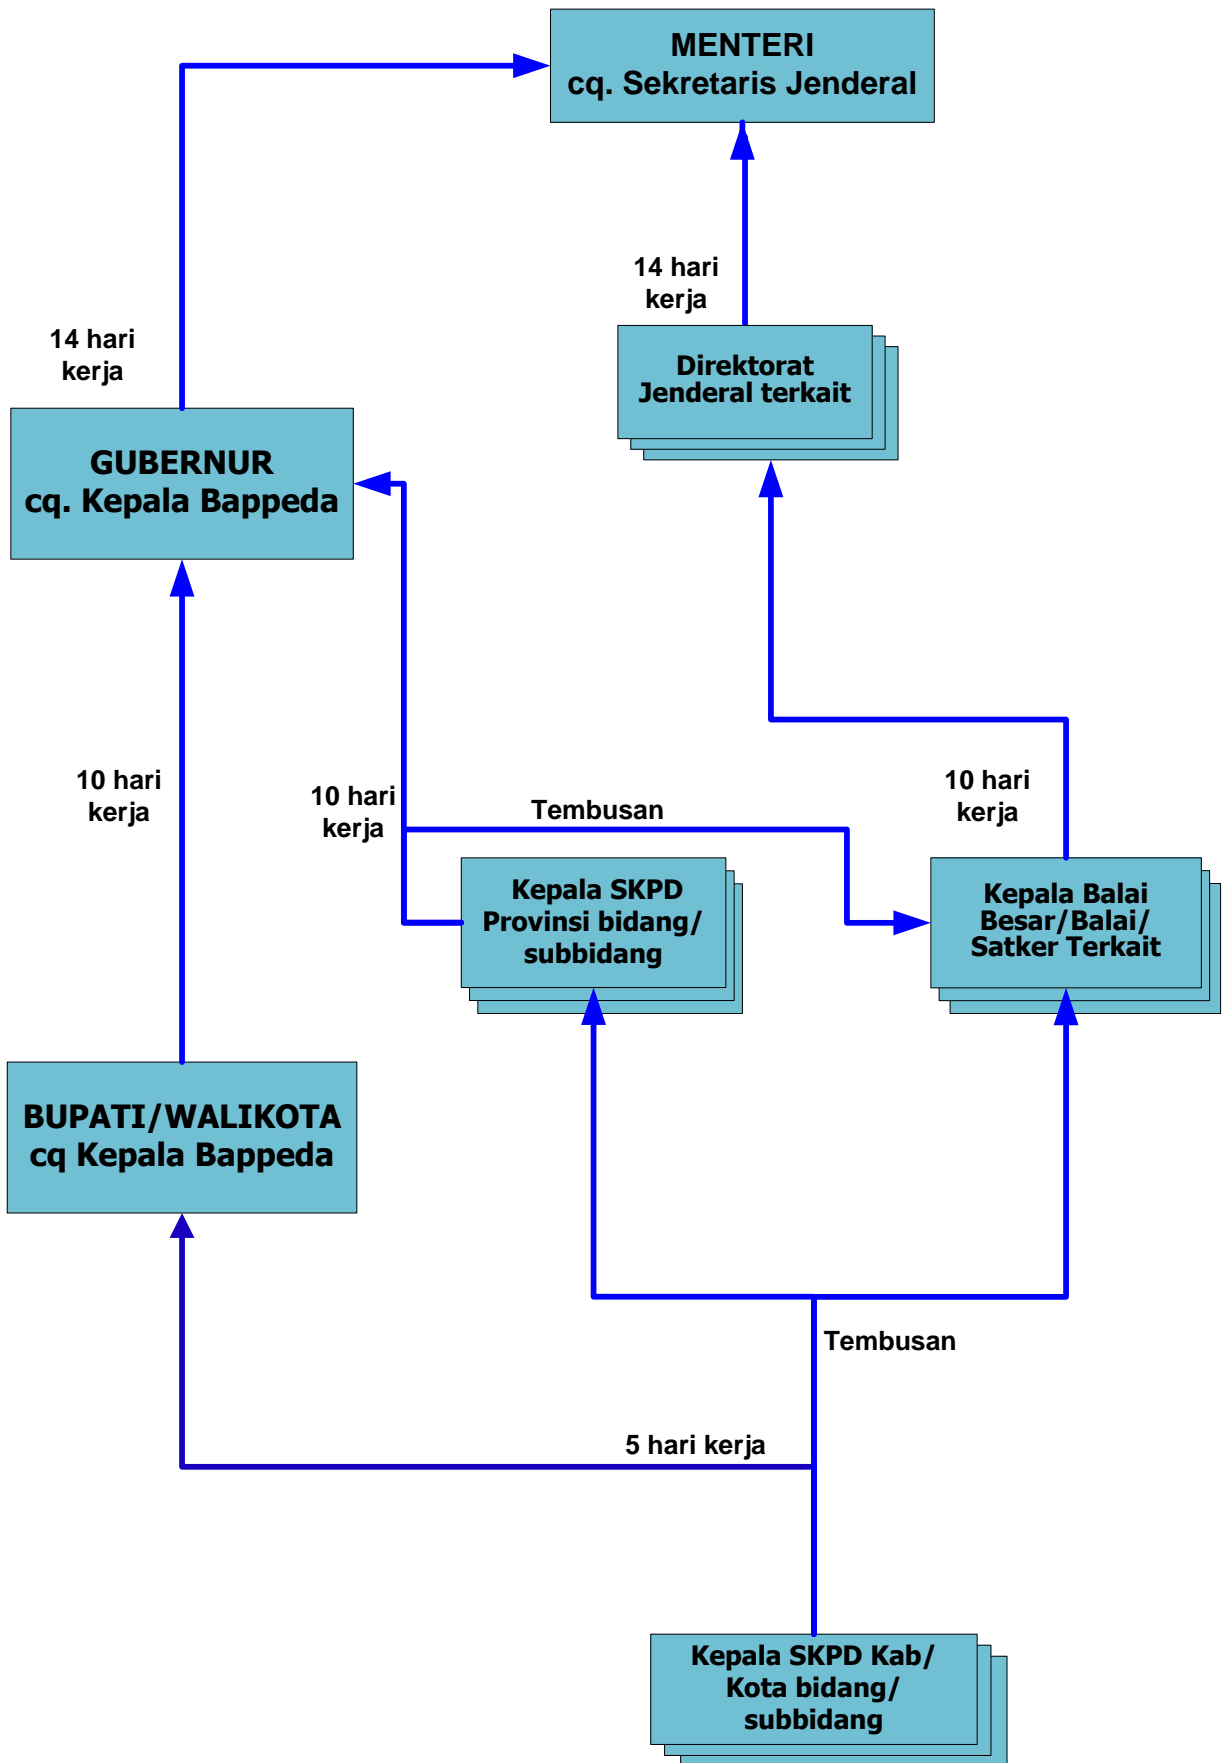 MENTERI
cq. Sekretaris Jenderal
14 hari
kerja
14 hari
kerja
Direktorat
Jenderal terkait
GUBERNUR
cq. Kepala Bappeda
10 hari
kerja
10 hari
kerja
Tembusan
10 hari
kerja
Kepala SKPD
Provinsi bidang/
subbidang
Kepala Balai
Besar/Balai/
Satker Terkait
BUPATI/WALIKOTA
cq Kepala Bappeda
Tembusan
5 hari kerja
Kepala SKPD Kab/
Kota bidang/
subbidang